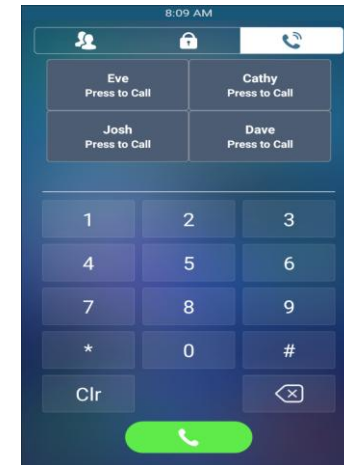 8:09 AM
Eve
Press to Call
Cathy
Press to Call
Josh
Press to Call
Dave
Press to Call
1 2 3
4 5 6
7 8 9
* 0 #
Clr